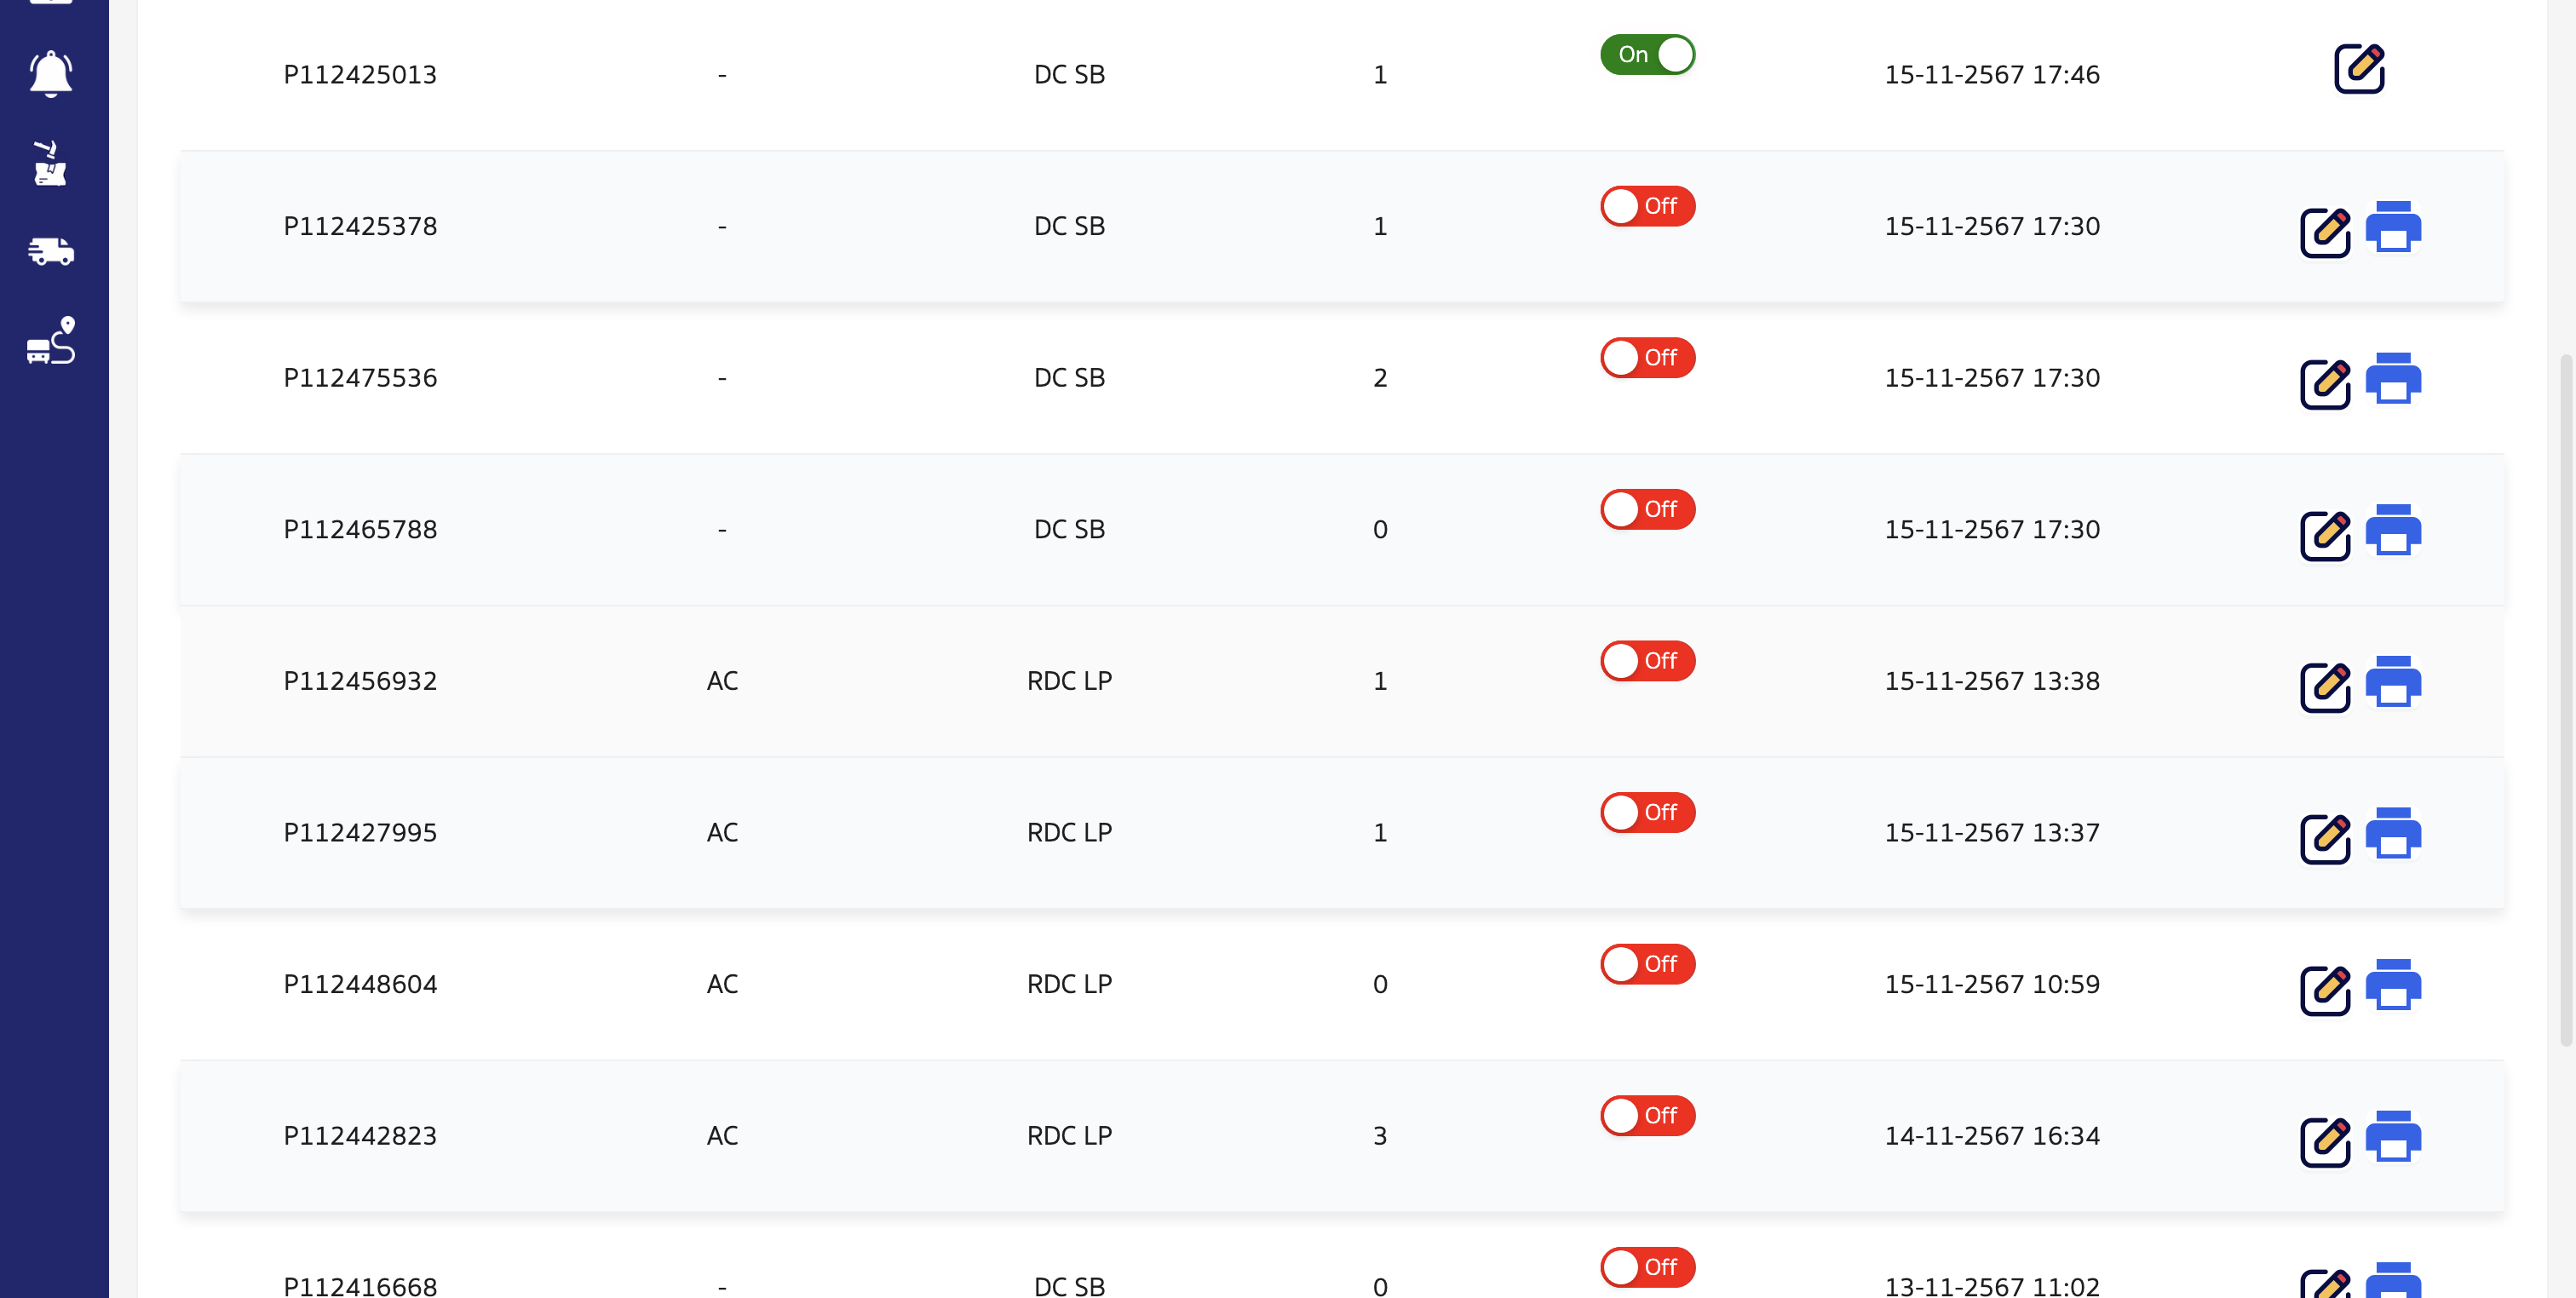 P112425013 - DC SB 1 On 15-11-2567 17:46
P112425378 - DC SB 1 Off 15-11-2567 17:30
P112475536 - DC SB 2 Off 15-11-2567 17:30
P112465788 - DC SB 0 Off 15-11-2567 17:30
P112456932 AC RDC LP 1 Off 15-11-2567 13:38
P112427995 AC RDC LP 1 Off 15-11-2567 13:37
P112448604 AC RDC LP 0 Off 15-11-2567 10:59
P112442823 AC RDC LP 3 Off 14-11-2567 16:34
P112416668 - DC SB 0 Off 13-11-2567 11:02